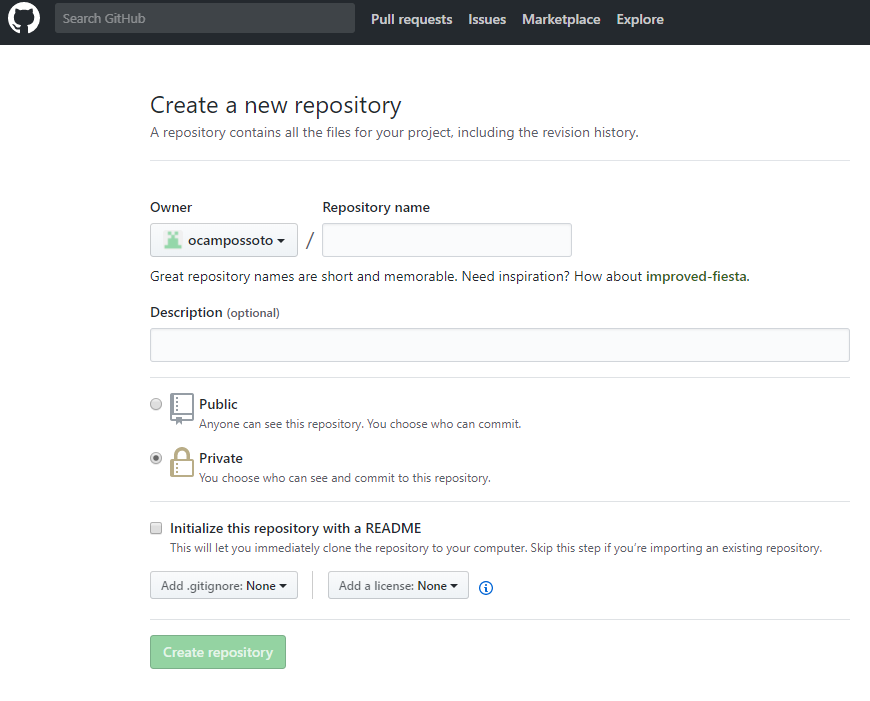 Search GitHub Pull requests Issues Marketplace Explore
Create a new repository
A repository contains all the files for your project, including the revision history.
Owner Repository name
ocampossoto /
Great repository names are short and memorable. Need inspiration? How about improved-fiesta.
Description (optional)
Public
Anyone can see this repository. You choose who can commit.
Private
You choose who can see and commit to this repository.
Initialize this repository with a README
This will let you immediately clone the repository to your computer. Skip this step if you’re importing an existing repository.
Add .gitignore: None Add a license: None
Create repository